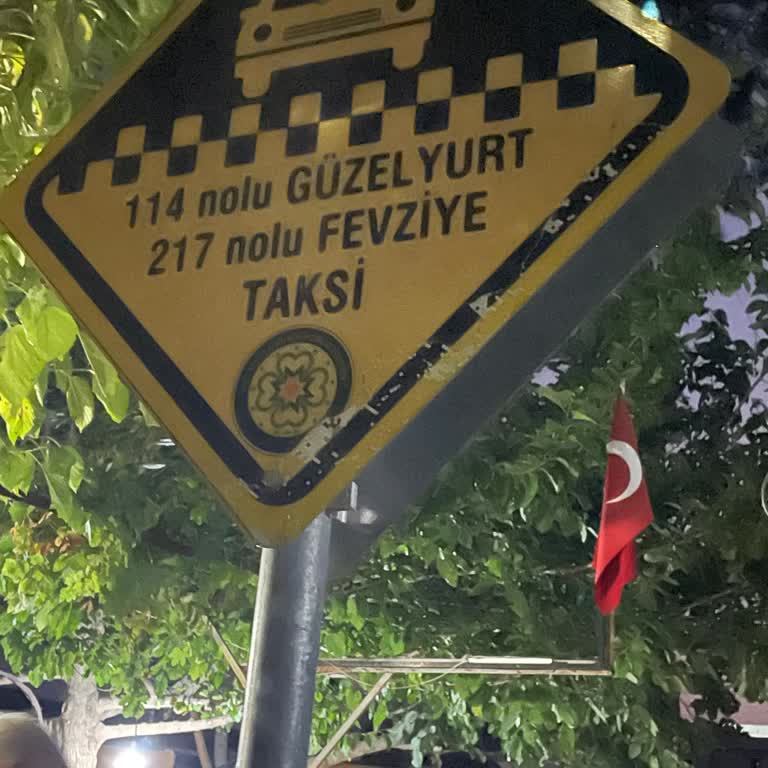 114 nolu GÜZELYURT
217 nolu FEVZİYE
TAKSİ